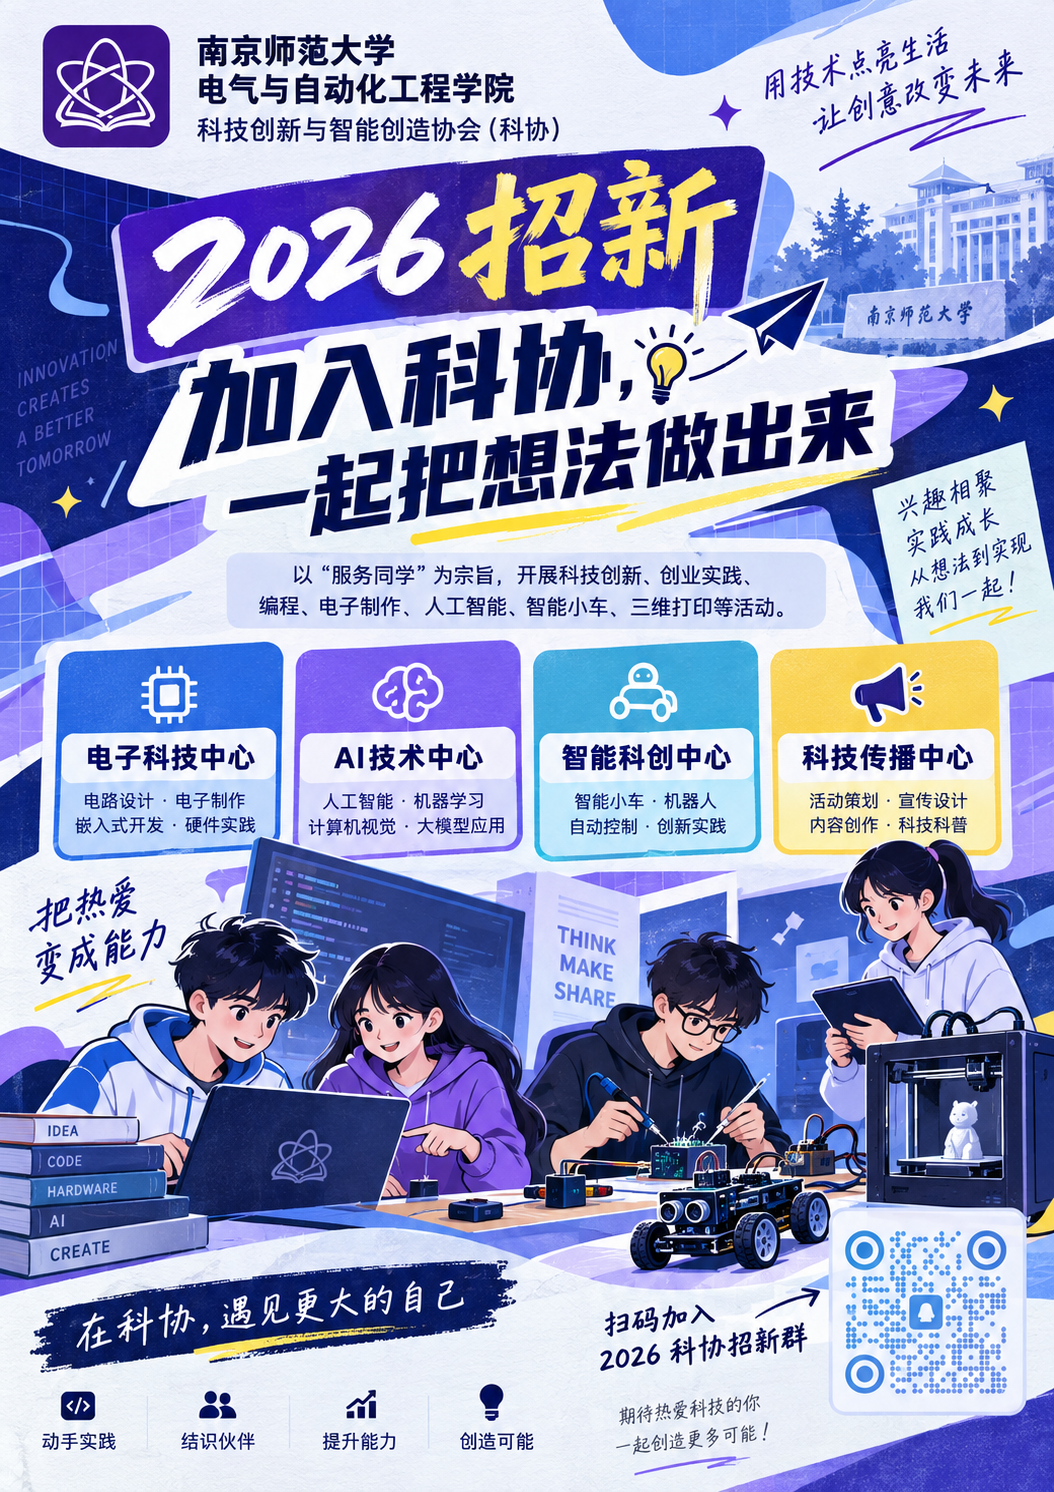 南京师范大学
电气与自动化工程学院
科技创新与智能创造协会（科协）
用技术点亮生活
让创意改变未来
2026招新
南京师范大学
加入科协，
一起把想法做出来
INNOVATION
CREATES
A BETTER
TOMORROW
兴趣相聚
实践成长
从想法到实现
我们一起！
以“服务同学”为宗旨，开展科技创新、创业实践、
编程、电子制作、人工智能、智能小车、三维打印等活动。
电子科技中心
电路设计 · 电子制作
嵌入式开发 · 硬件实践
AI技术中心
人工智能 · 机器学习
计算机视觉 · 大模型应用
智能科创中心
智能小车 · 机器人
自动控制 · 创新实践
科技传播中心
活动策划 · 宣传设计
内容创作 · 科技科普
把热爱
变成能力
THINK
MAKE
SHARE
IDEA
CODE
HARDWARE
AI
CREATE
在科协，遇见更大的自己
扫码加入
2026 科协招新群
期待热爱科技的你
一起创造更多可能！
动手实践
结识伙伴
提升能力
创造可能